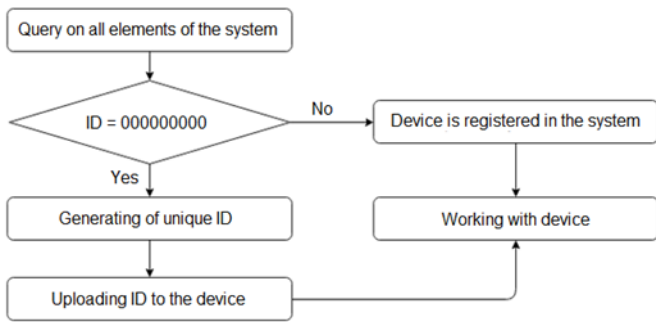 Query on all elements of the system
ID = 000000000
No
Device is registered in the system
Yes
Generating of unique ID
Working with device
Uploading ID to the device